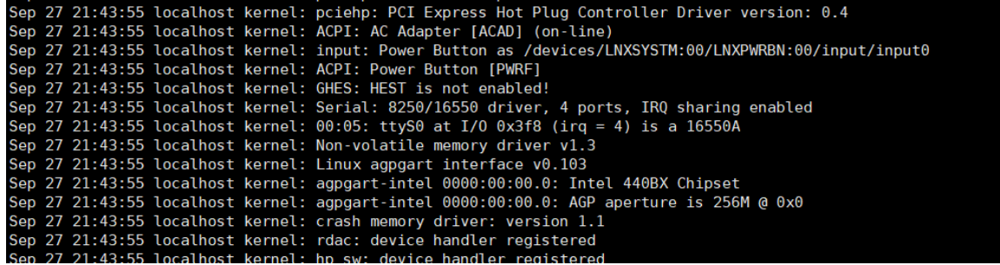 Sep 27 21:43:55 localhost kernel: pciehp: PCI Express Hot Plug Controller Driver version: 0.4
Sep 27 21:43:55 localhost kernel: ACPI: AC Adapter [ACAD] (on-line)
Sep 27 21:43:55 localhost kernel: input: Power Button as /devices/LNXSYSTM:00/LNXPWRBN:00/input/input0
Sep 27 21:43:55 localhost kernel: ACPI: Power Button [PWRF]
Sep 27 21:43:55 localhost kernel: GHES: HEST is not enabled!
Sep 27 21:43:55 localhost kernel: Serial: 8250/16550 driver, 4 ports, IRQ sharing enabled
Sep 27 21:43:55 localhost kernel: 00:05: ttyS0 at I/O 0x3f8 (irq = 4) is a 16550A
Sep 27 21:43:55 localhost kernel: Non-volatile memory driver v1.3
Sep 27 21:43:55 localhost kernel: Linux agpgart interface v0.103
Sep 27 21:43:55 localhost kernel: agpgart-intel 0000:00:00.0: Intel 440BX Chipset
Sep 27 21:43:55 localhost kernel: agpgart-intel 0000:00:00.0: AGP aperture is 256M @ 0x0
Sep 27 21:43:55 localhost kernel: crash memory driver: version 1.1
Sep 27 21:43:55 localhost kernel: rdac: device handler registered
Sep 27 21:43:55 localhost kernel: hp_sw: device handler registered